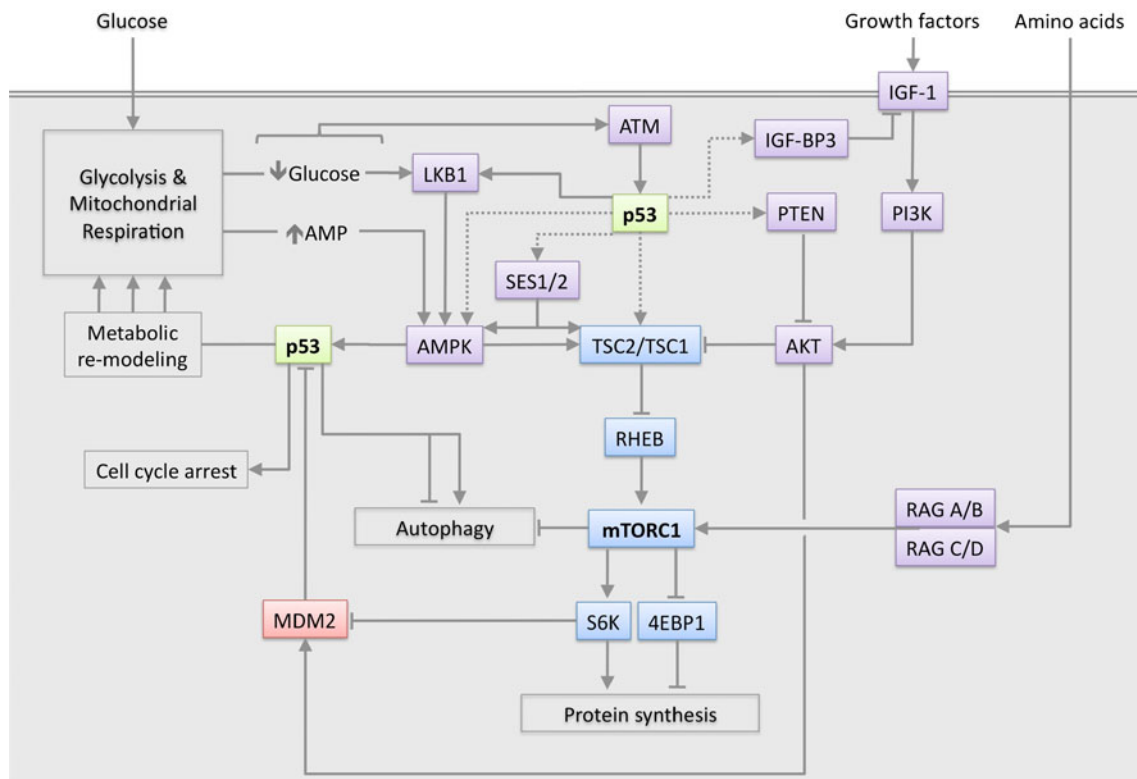 Glucose
Growth factors
Amino acids
IGF-1
ATM
IGF-BP3
Glycolysis &
Mitochondrial
Respiration
Glucose
LKB1
p53
PTEN
PI3K
AMP
SES1/2
Metabolic
re-modeling
p53
AMPK
TSC2/TSC1
AKT
RHEB
Cell cycle arrest
Autophagy
mTORC1
RAG A/B
RAG C/D
MDM2
S6K
4EBP1
Protein synthesis